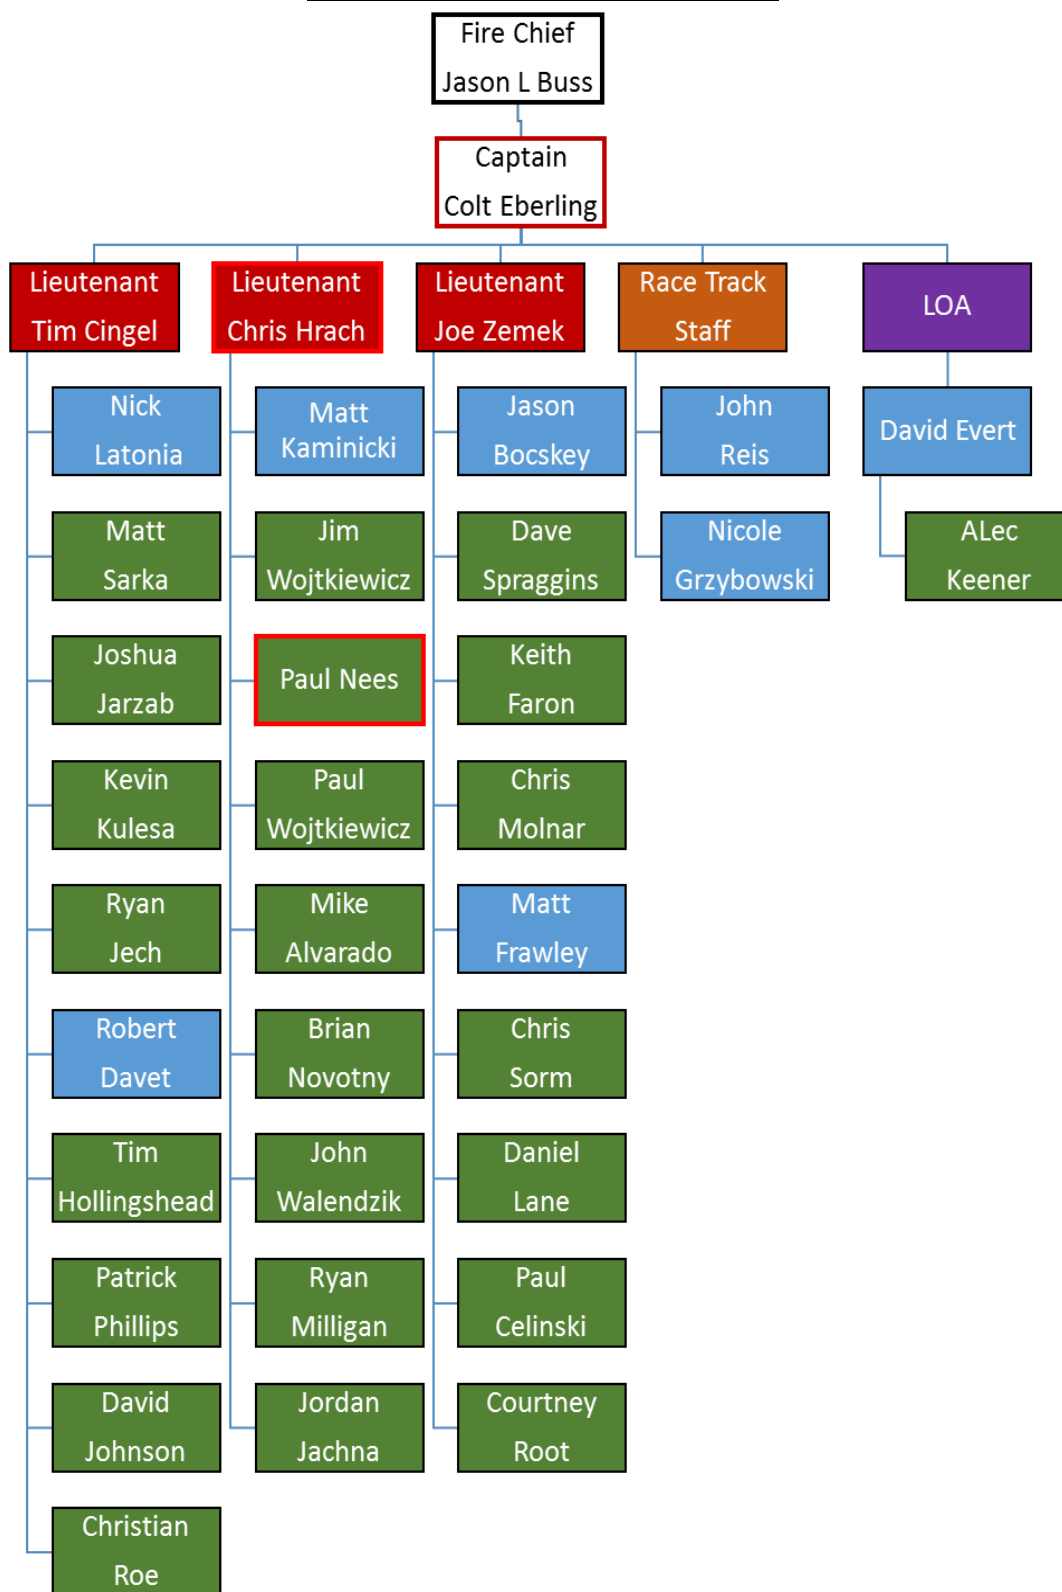 Fire Chief
Jason L Buss
Captain
Colt Eberling
Lieutenant
Tim Cingel
Lieutenant
Chris Hrach
Lieutenant
Joe Zemek
Race Track
Staff
LOA
Nick
Latonia
Matt
Sarka
Joshua
Jarzab
Kevin
Kulesa
Ryan
Jech
Robert
Davet
Tim
Hollingshead
Patrick
Phillips
David
Johnson
Christian
Roe
Matt
Kaminicki
Jim
Wojtkiewicz
Paul Nees
Paul
Wojtkiewicz
Mike
Alvarado
Brian
Novotny
John
Walendzik
Ryan
Milligan
Jordan
Jachna
Jason
Bocskey
Dave
Spraggins
Keith
Faron
Chris
Molnar
Matt
Frawley
Chris
Sorm
Daniel
Lane
Paul
Celinski
Courtney
Root
John
Reis
Nicole
Grzybowski
David Evert
ALec
Keener